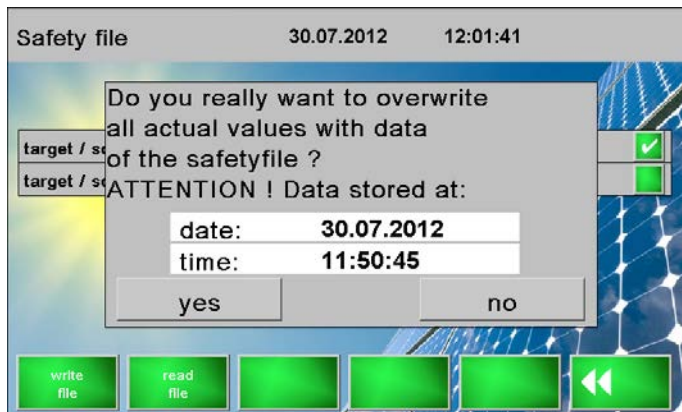 Safety file 30.07.2012 12:01:41
Do you really want to overwrite
all actual values with data
target / of the safetyfile ?
target / ATTENTION ! Data stored at:
date: 30.07.2012
time: 11:50:45
yes no
write read
file file